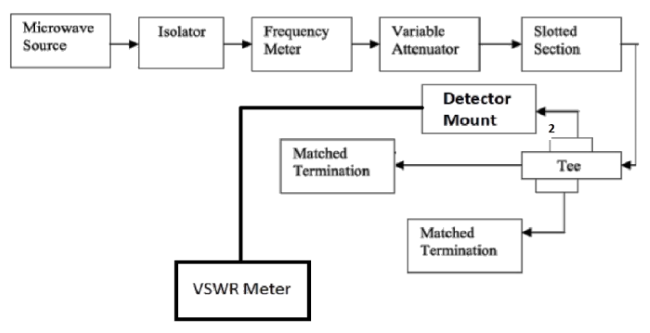 Microwave
Source
Isolator
Frequency
Meter
Variable
Attenuator
Slotted
Section
Detector
Mount
2
Matched
Termination
Tee
Matched
Termination
VSWR Meter